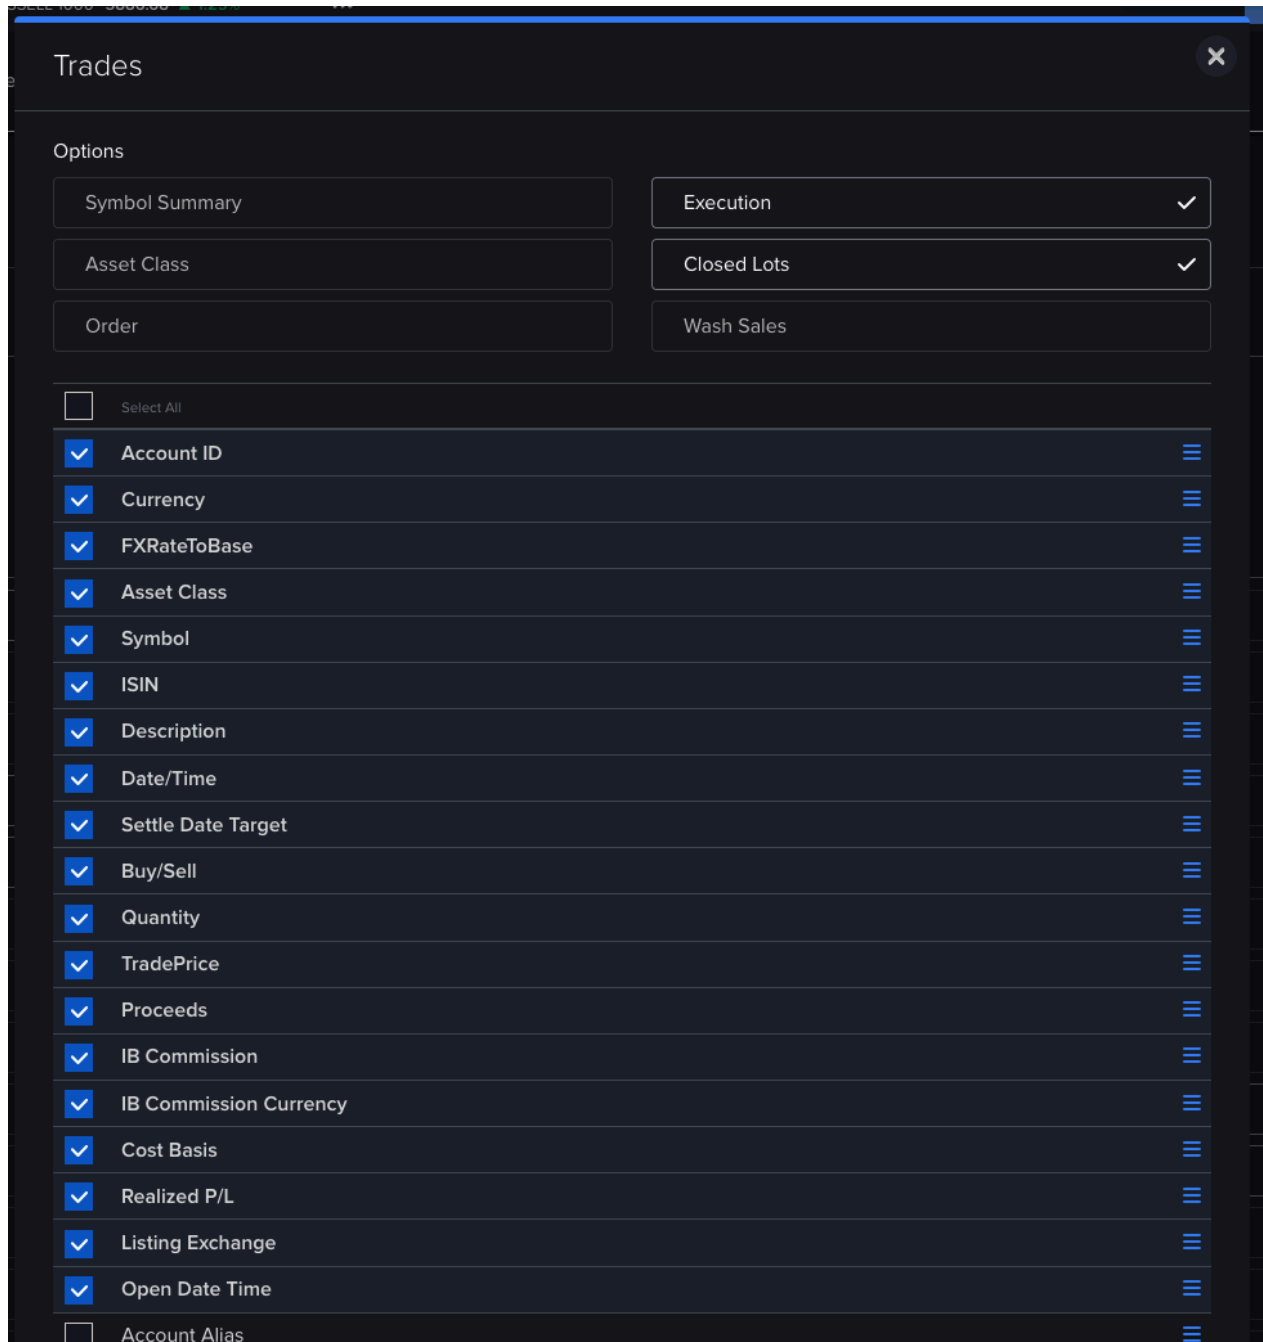 Trades
Options
Symbol Summary
Execution
Asset Class
Closed Lots
Order
Wash Sales
Select All
Account ID
Currency
FXRateToBase
Asset Class
Symbol
ISIN
Description
Date/Time
Settle Date Target
Buy/Sell
Quantity
TradePrice
Proceeds
IB Commission
IB Commission Currency
Cost Basis
Realized P/L
Listing Exchange
Open Date Time
Account Alias